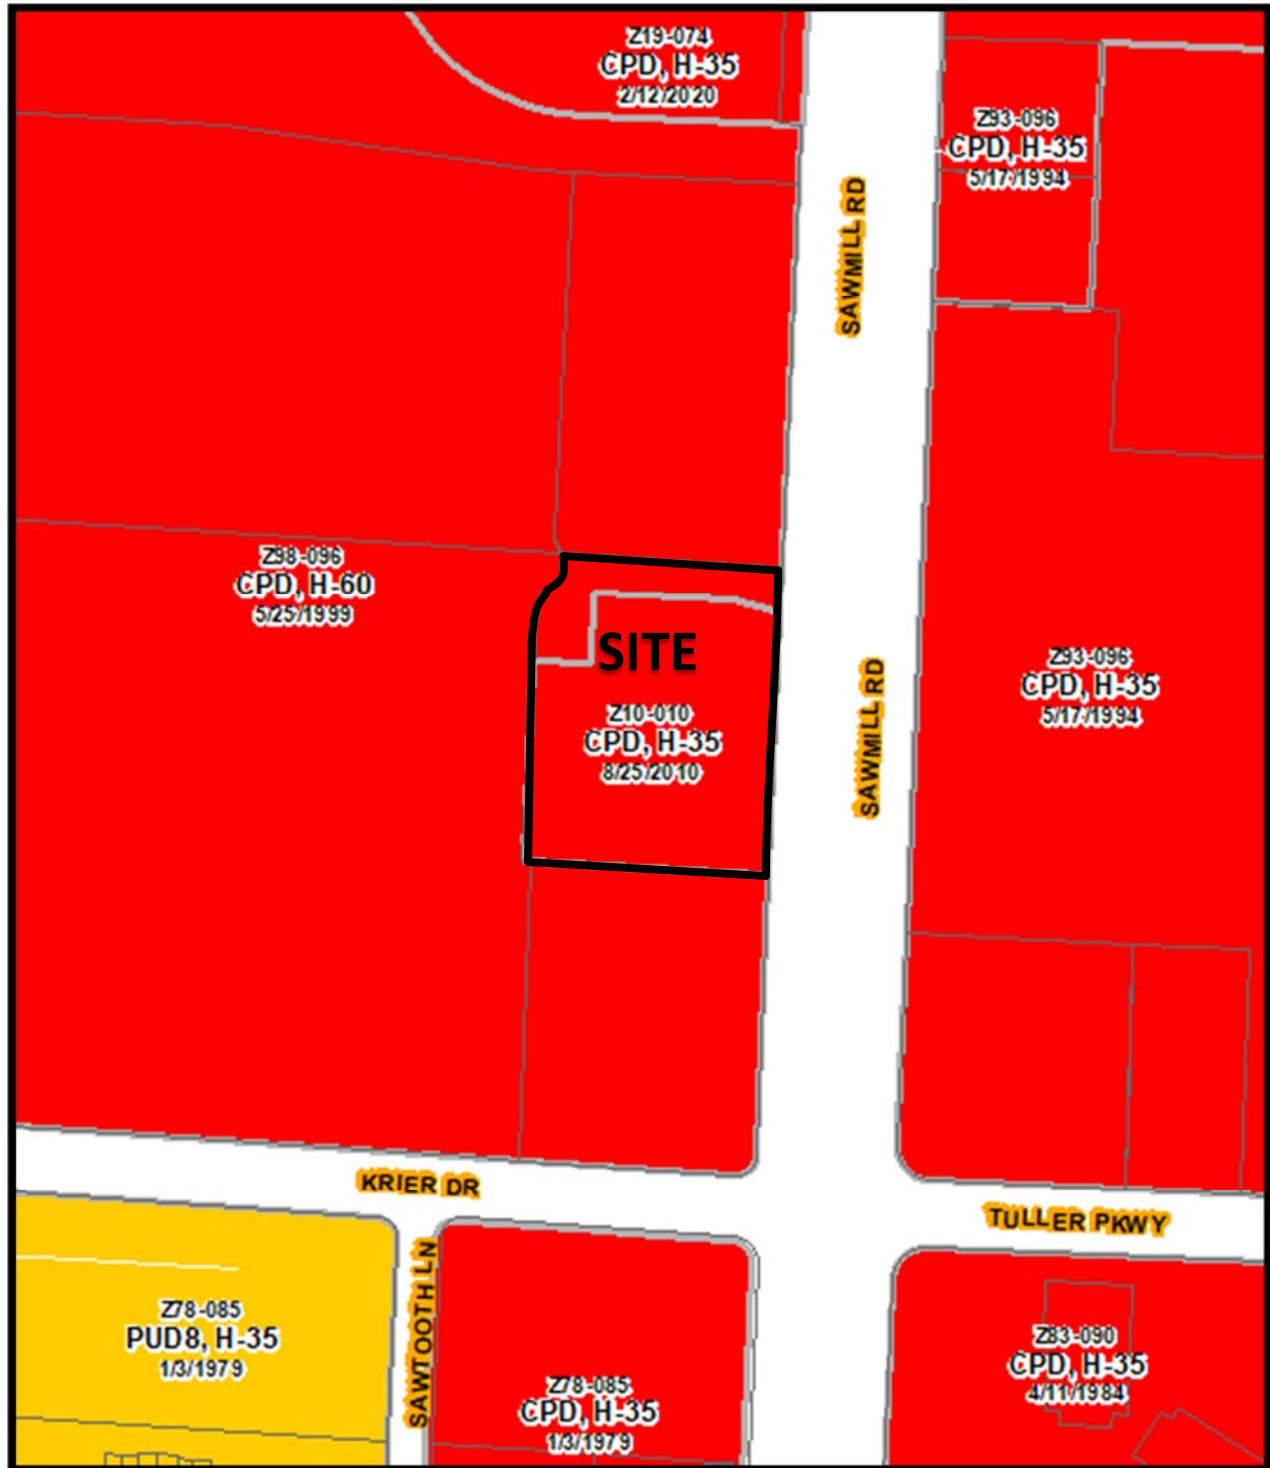 Z19-074
CPD, H-35
2/12/2020
Z93-096
CPD, H-35
5/17/1994
SAWMILL RD
Z98-096
CPD, H-60
5/25/1999
SITE
Z10-010
CPD, H-35
8/25/2010
SAWMILL RD
Z93-096
CPD, H-35
5/17/1994
KRIER DR
TULLER PKWY
SAWTOOTH LN
Z78-085
PUD8, H-35
1/3/1979
Z78-085
CPD, H-35
1/3/1979
Z83-090
CPD, H-35
4/11/1984